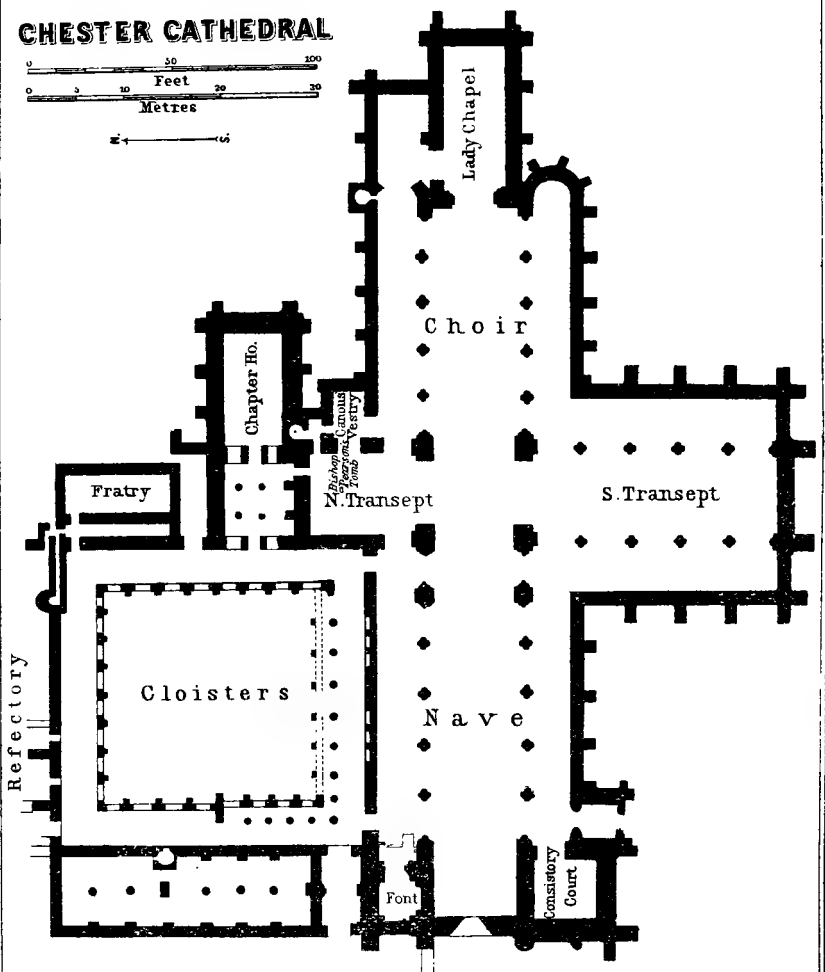 CHESTER CATHEDRAL
0 50 100
Feet
0 5 10 20 30
Metres
N. S.
Lady Chapel
Choir
Chapter Ho.
Canons
Vestry
Bishop
Pearson's
Tomb
N. Transept
S. Transept
Fratry
Cloisters
Refectory
Nave
Font
Consistory
Court